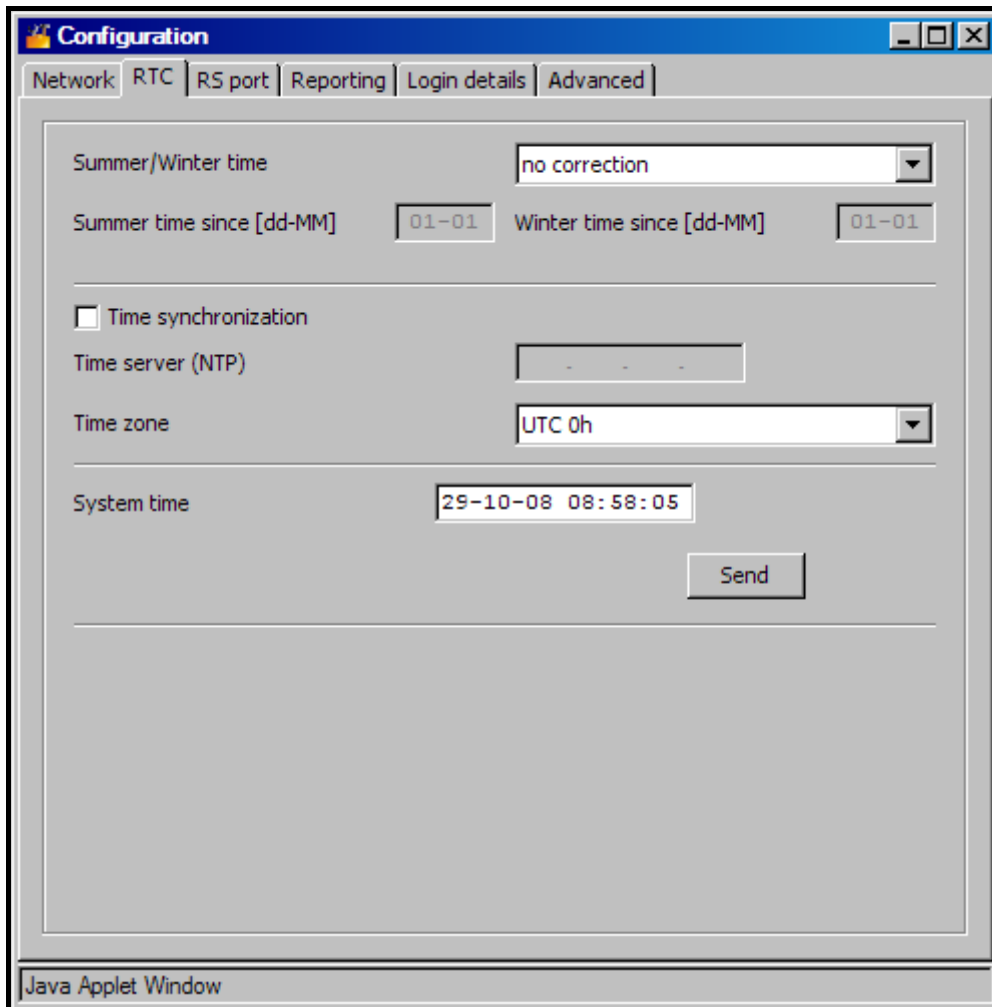 Configuration
Network RTC RS port Reporting Login details Advanced
Summer/Winter time no correction
Summer time since [dd-MM] 01-01 Winter time since [dd-MM] 01-01
Time synchronization
Time server (NTP) . . .
Time zone UTC 0h
System time 29-10-08 08:58:05
Send
Java Applet Window